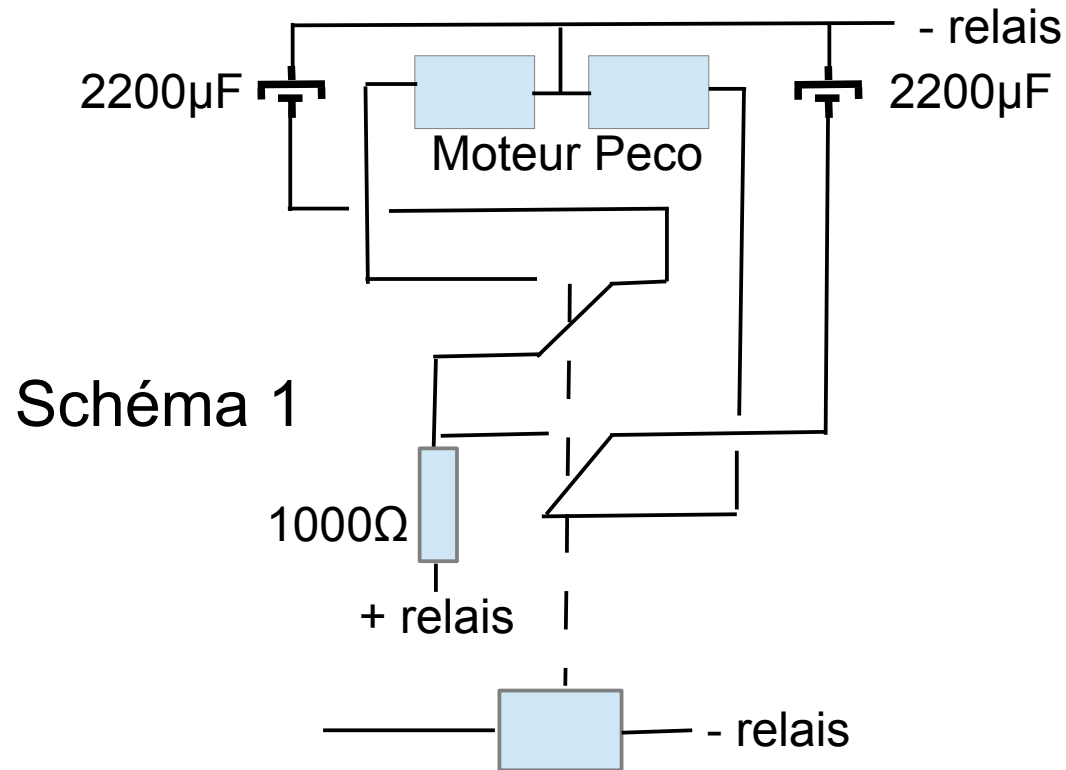 - relais
2200µF
2200µF
Moteur Peco
Schéma 1
1000Ω
+ relais
- relais